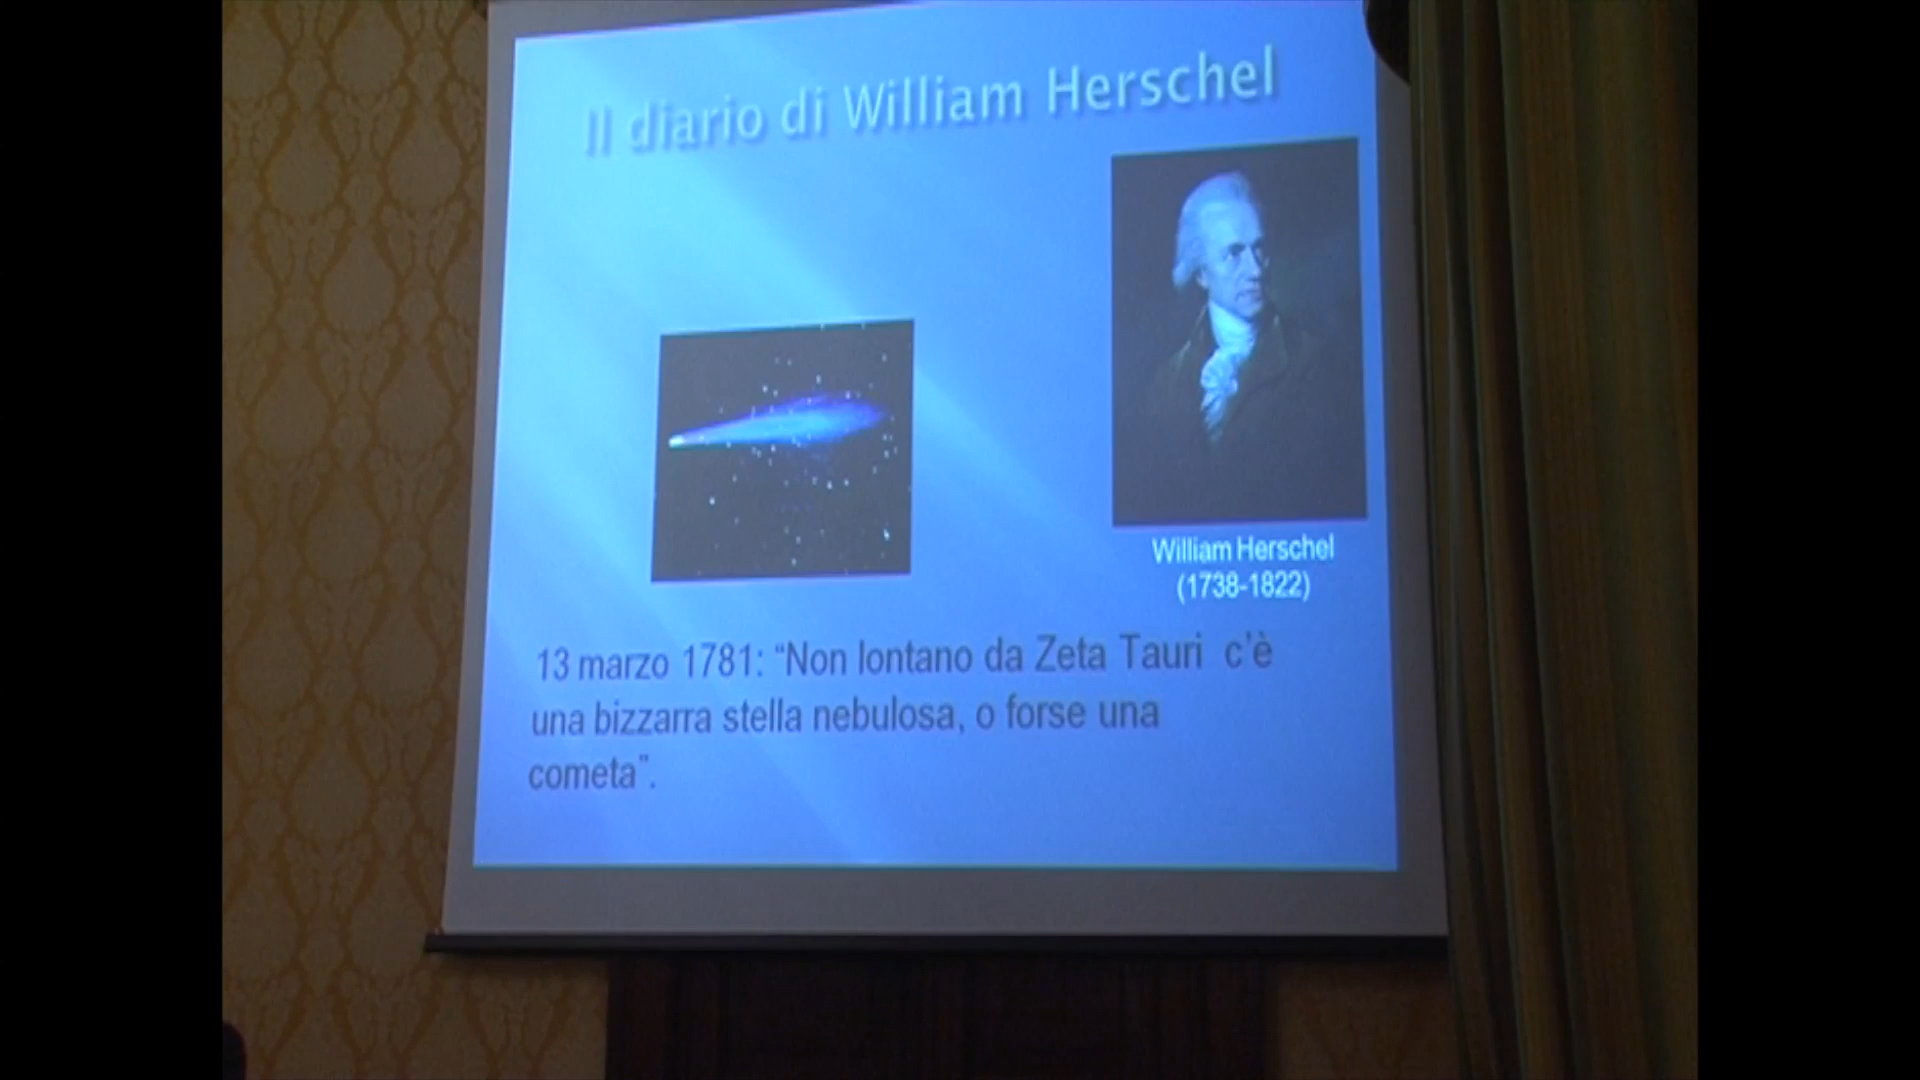 Il diario di William Herschel
William Herschel
(1738-1822)
13 marzo 1781: “Non lontano da Zeta Tauri c'è
una bizzarra stella nebulosa, o forse una
cometa”.